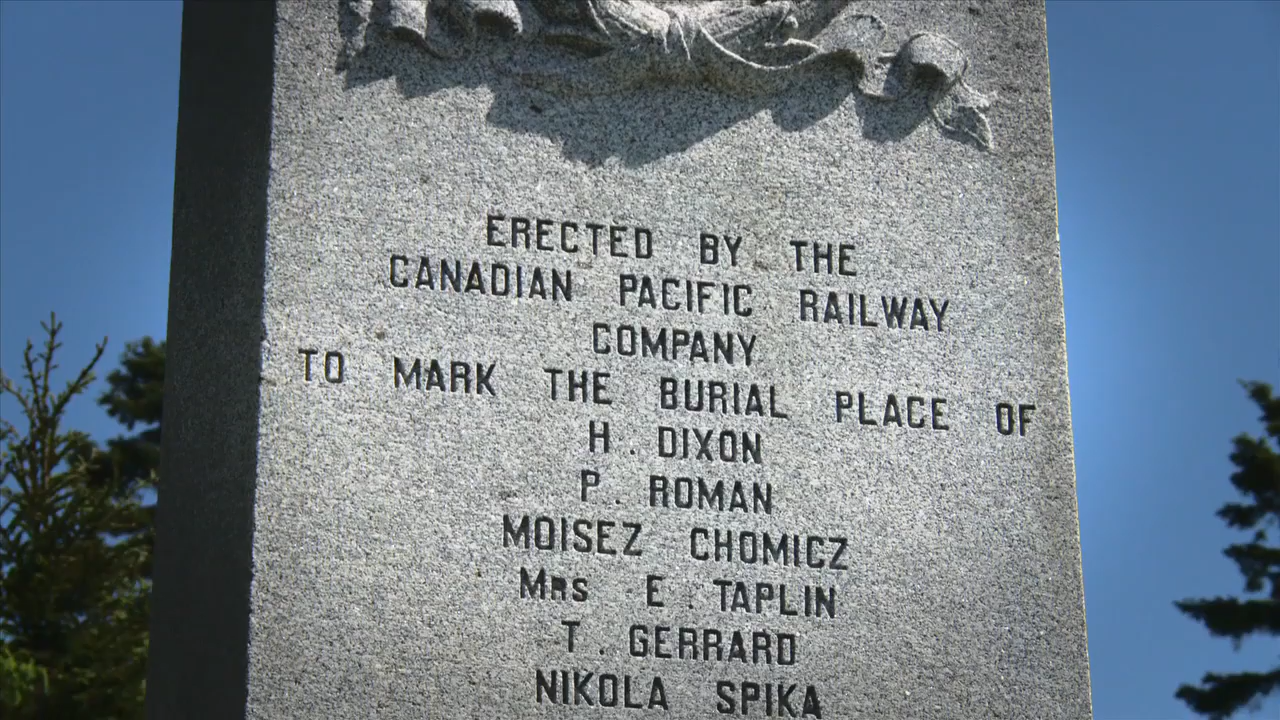 ERECTED BY THE
CANADIAN PACIFIC RAILWAY
COMPANY
TO MARK THE BURIAL PLACE OF
H. DIXON
P. ROMAN
MOISEZ CHOMICZ
MRS E. TAPLIN
T. GERRARD
NIKOLA SPIKA